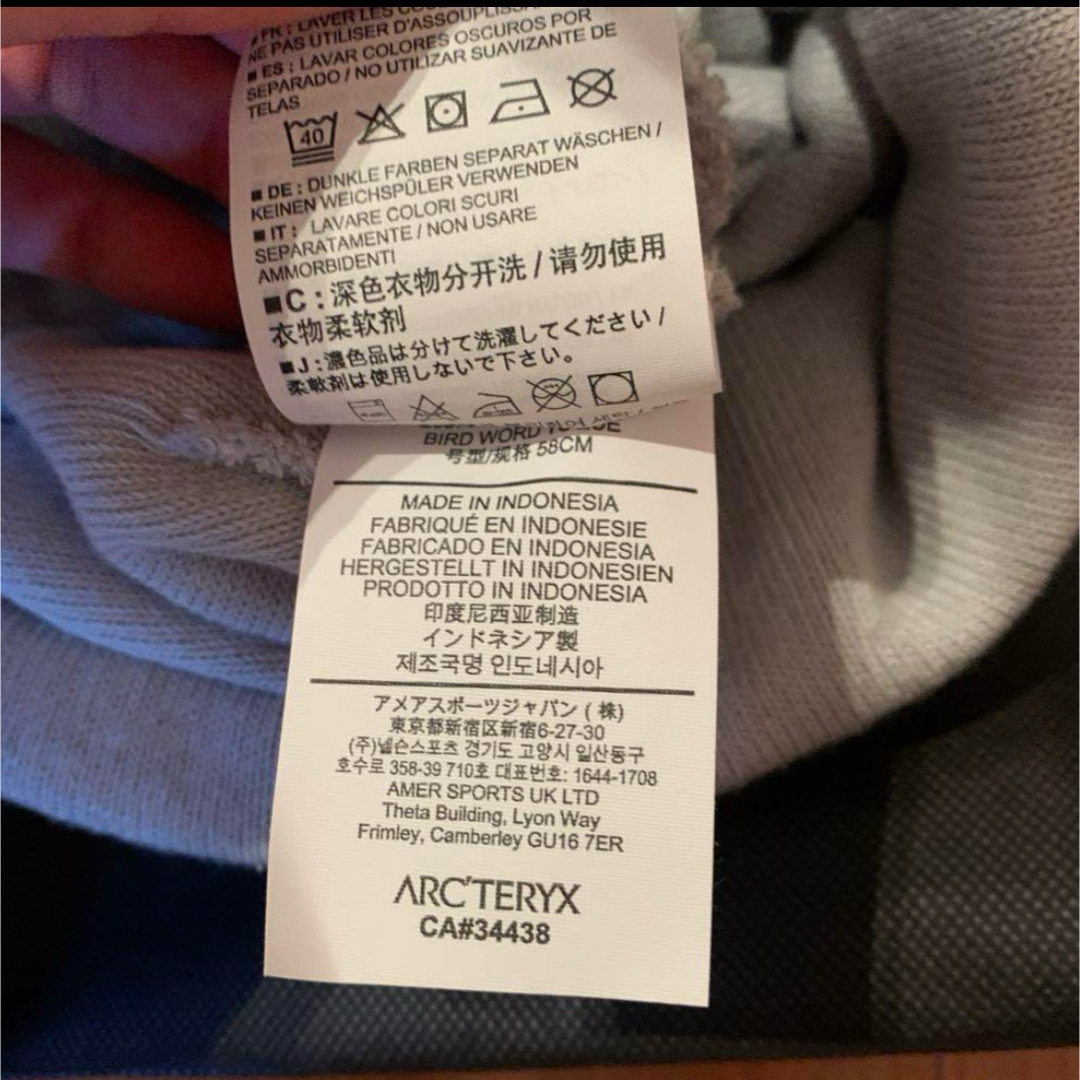 ■ FR : LAVER LES
NE PAS UTILISER D'ASSOUPLISSA
■ ES : LAVAR COLORES OSCUROS POR
SEPARADO / NO UTILIZAR SUAVIZANTE DE
TELAS
40
■ DE : DUNKLE FARBEN SEPARAT WÄSCHEN /
KEINEN WEICHSPÜLER VERWENDEN
■ IT : LAVARE COLORI SCURI
SEPARATAMENTE / NON USARE
AMMORBIDENTI
■C : 深色衣物分开洗 / 请勿使用
衣物柔软剂
■J : 濃色品は分けて洗濯してください /
柔軟剤は使用しないで下さい。
BIRD WORD TOQUE
号型/规格 58CM
MADE IN INDONESIA
FABRIQUÉ EN INDONESIE
FABRICADO EN INDONESIA
HERGESTELLT IN INDONESIEN
PRODOTTO IN INDONESIA
印度尼西亚制造
インドネシア製
제조국명 인도네시아
アメアスポーツジャパン ( 株)
東京都新宿区新宿6-27-30
(주)넬슨스포츠 경기도 고양시 일산동구
호수로 358-39 710호 대표번호: 1644-1708
AMER SPORTS UK LTD
Theta Building, Lyon Way
Frimley, Camberley GU16 7ER
ARC'TERYX
CA#34438